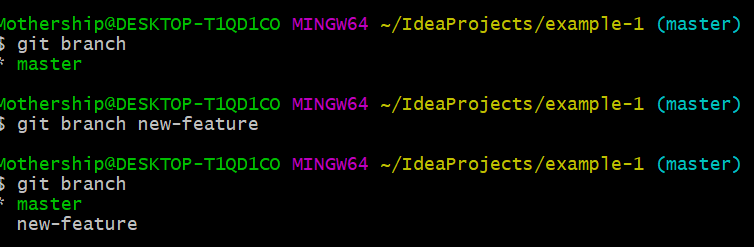 Mothership@DESKTOP-T1QD1CO MINGW64 ~/IdeaProjects/example-1 (master)
$ git branch
* master
Mothership@DESKTOP-T1QD1CO MINGW64 ~/IdeaProjects/example-1 (master)
$ git branch new-feature
Mothership@DESKTOP-T1QD1CO MINGW64 ~/IdeaProjects/example-1 (master)
$ git branch
* master
new-feature